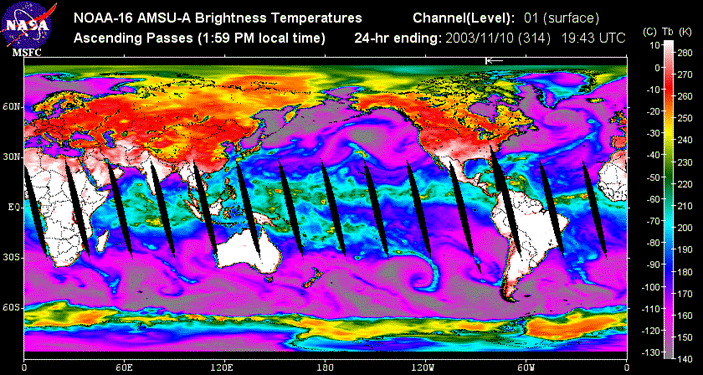 NASA
MSFC
NOAA-16 AMSU-A Brightness Temperatures Channel(Level): 01 (surface)
Ascending Passes (1:59 PM local time) 24-hr ending: 2003/11/10 (314) 19:43 UTC
(C) Tb (K)
10 280
0 270
-10 260
-20 250
-30 240
-40 230
-50 220
-60 210
-70 200
-80 190
-90 180
-100 170
-110 160
-120 150
-130 140
60N
30N
EQ
30S
60S
0 60E 120E 180 120W 60W 0